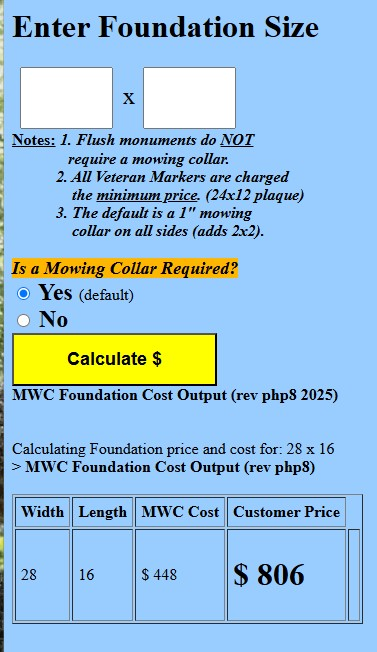 Enter Foundation Size
x
Notes: 1. Flush monuments do NOT
require a mowing collar.
2. All Veteran Markers are charged
the minimum price. (24x12 plaque)
3. The default is a 1" mowing
collar on all sides (adds 2x2).
Is a Mowing Collar Required?
Yes (default)
No
Calculate $
MWC Foundation Cost Output (rev php8 2025)
Calculating Foundation price and cost for: 28 x 16
> MWC Foundation Cost Output (rev php8)
Width Length MWC Cost Customer Price
28 16 $ 448 $ 806